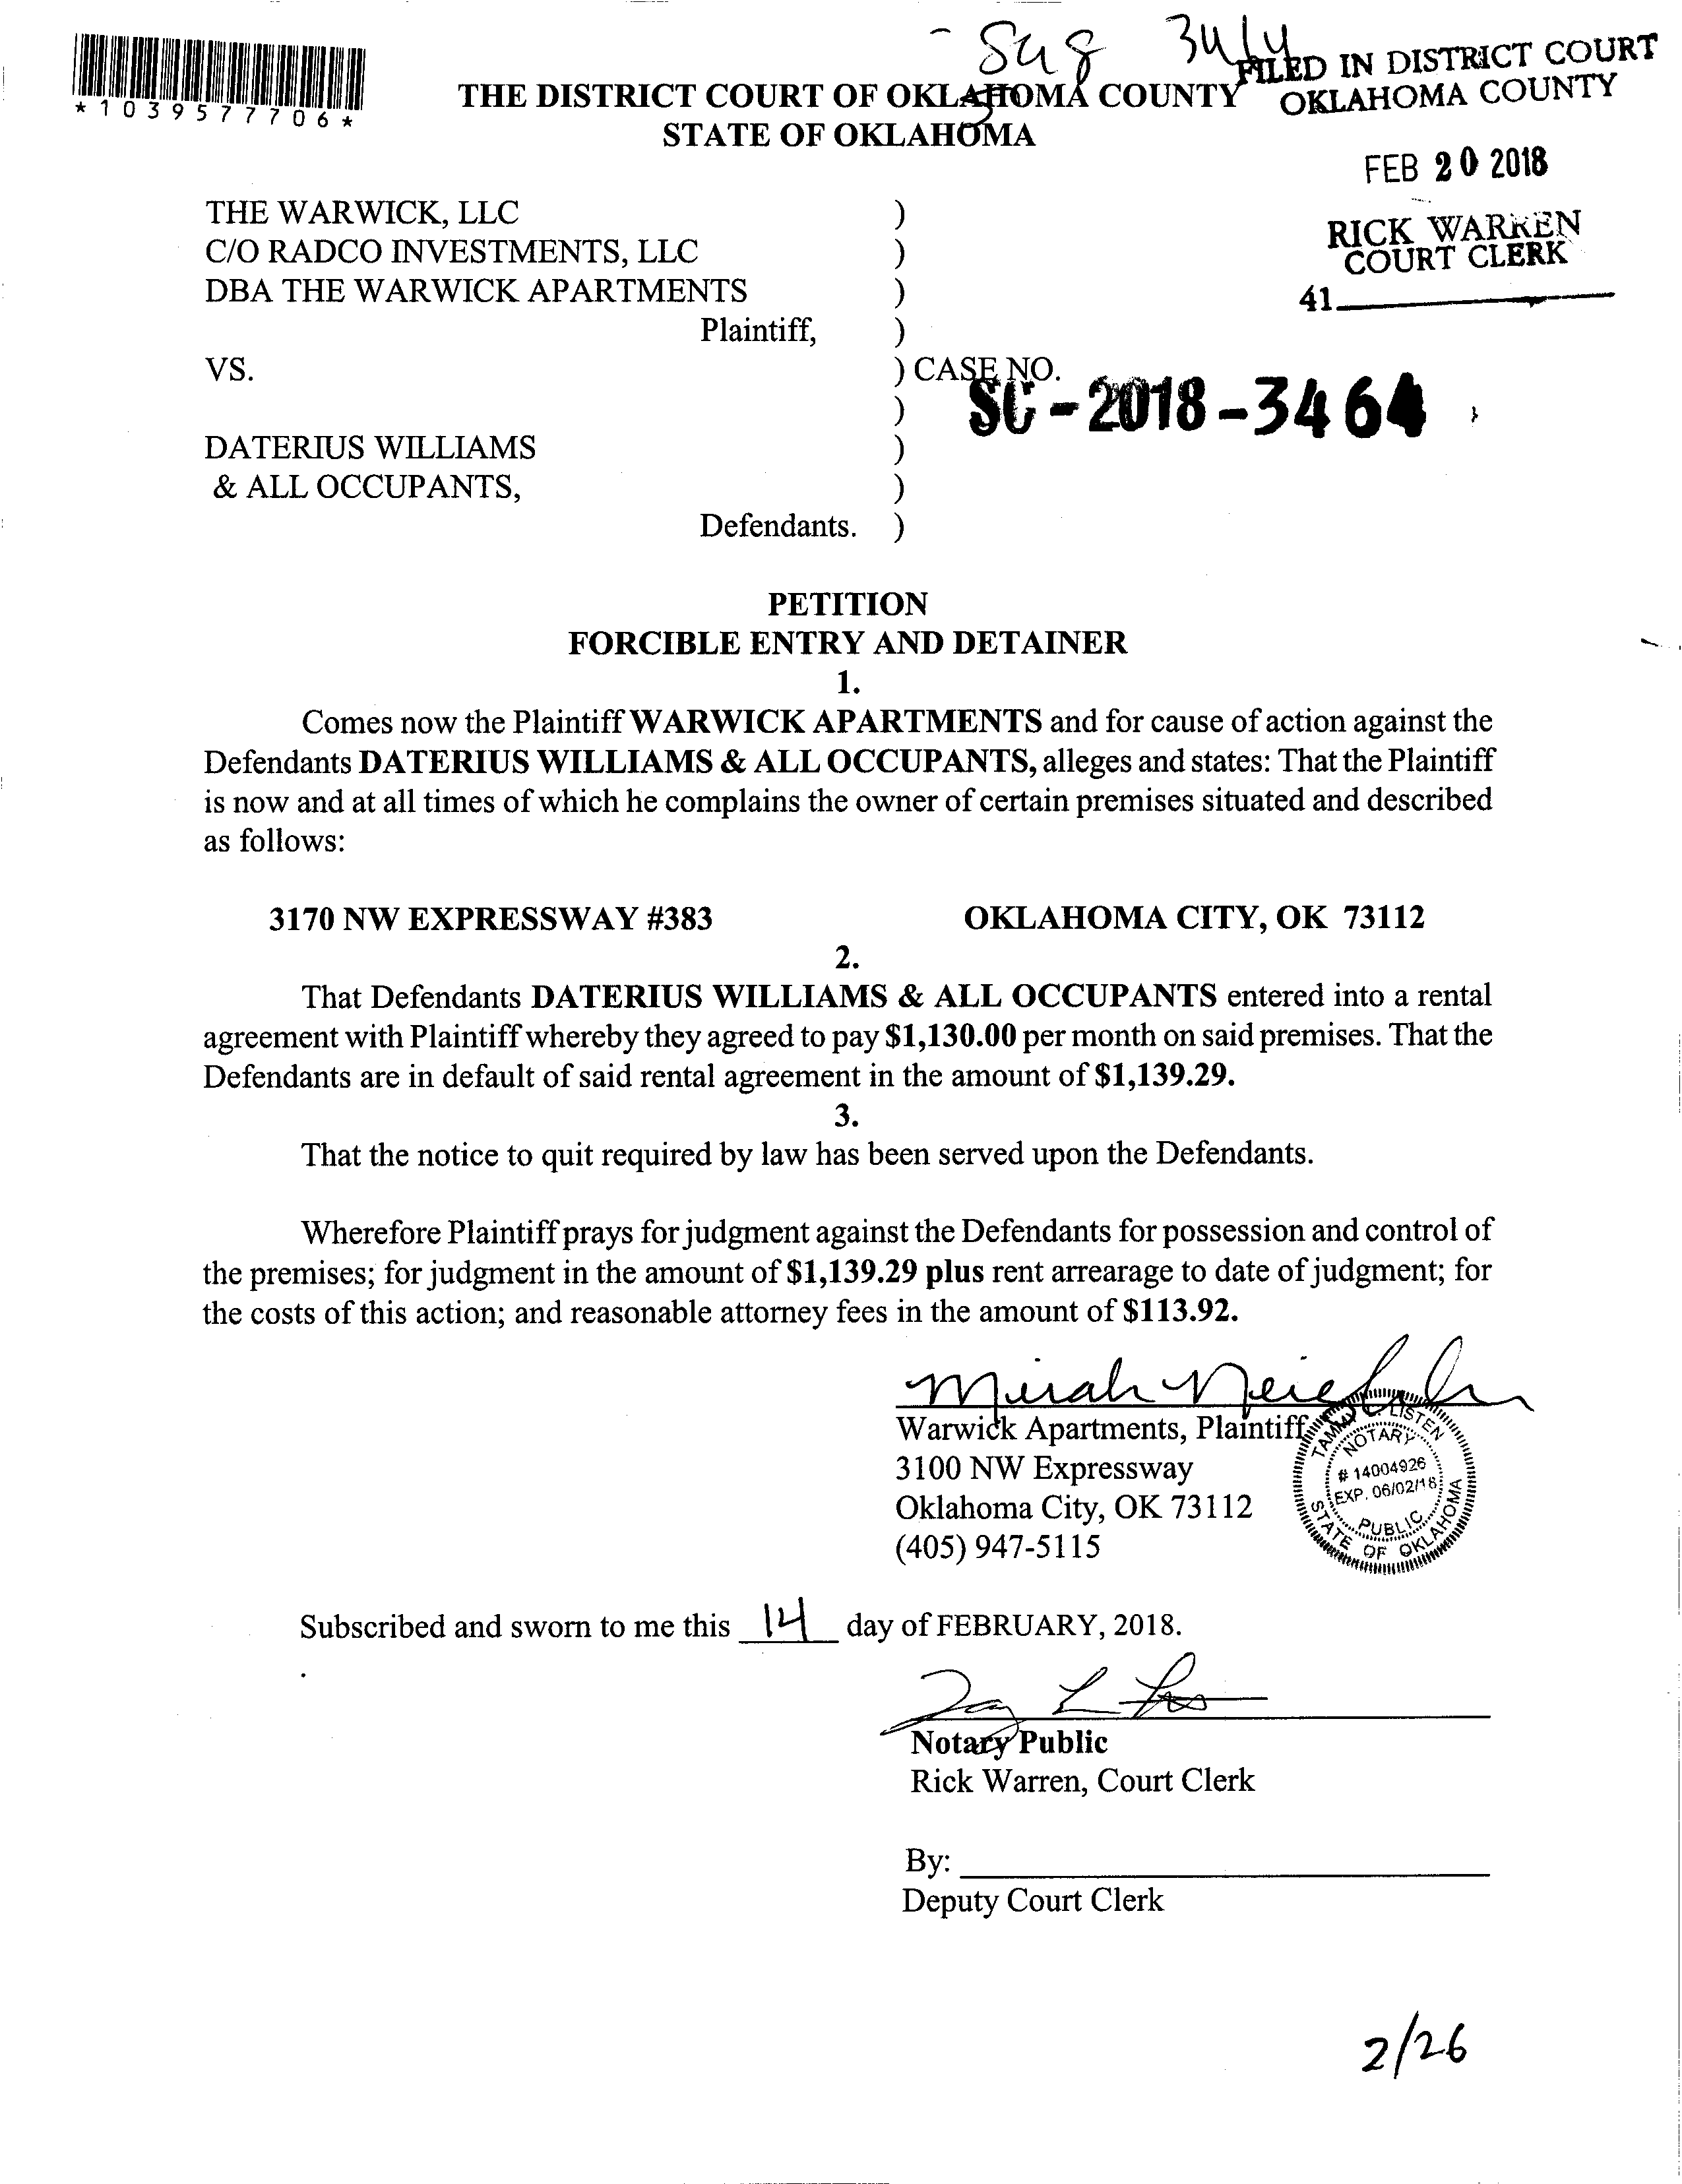 *1039577706*
THE DISTRICT COURT OF OKLAHOMA COUNTY
STATE OF OKLAHOMA
FILED IN DISTRICT COURT
OKLAHOMA COUNTY
FEB 20 2018
RICK WARREN
COURT CLERK
41
THE WARWICK, LLC )
C/O RADCO INVESTMENTS, LLC )
DBA THE WARWICK APARTMENTS )
Plaintiff, )
VS. ) CASE NO.
) SC-2018-3464
DATERIUS WILLIAMS )
& ALL OCCUPANTS, )
Defendants. )
PETITION
FORCIBLE ENTRY AND DETAINER
1.
Comes now the Plaintiff WARWICK APARTMENTS and for cause of action against the
Defendants DATERIUS WILLIAMS & ALL OCCUPANTS, alleges and states: That the Plaintiff
is now and at all times of which he complains the owner of certain premises situated and described
as follows:
3170 NW EXPRESSWAY #383 OKLAHOMA CITY, OK 73112
2.
That Defendants DATERIUS WILLIAMS & ALL OCCUPANTS entered into a rental
agreement with Plaintiff whereby they agreed to pay $1,130.00 per month on said premises. That the
Defendants are in default of said rental agreement in the amount of $1,139.29.
3.
That the notice to quit required by law has been served upon the Defendants.
Wherefore Plaintiff prays for judgment against the Defendants for possession and control of
the premises; for judgment in the amount of $1,139.29 plus rent arrearage to date of judgment; for
the costs of this action; and reasonable attorney fees in the amount of $113.92.
Warwick Apartments, Plaintiff
3100 NW Expressway
Oklahoma City, OK 73112
(405) 947-5115
NOTARY
# 14004926
EXP. 06/02/18
PUBLIC
STATE OF OKLAHOMA
Subscribed and sworn to me this 14 day of FEBRUARY, 2018.
Notary Public
Rick Warren, Court Clerk
By:
Deputy Court Clerk
2/26